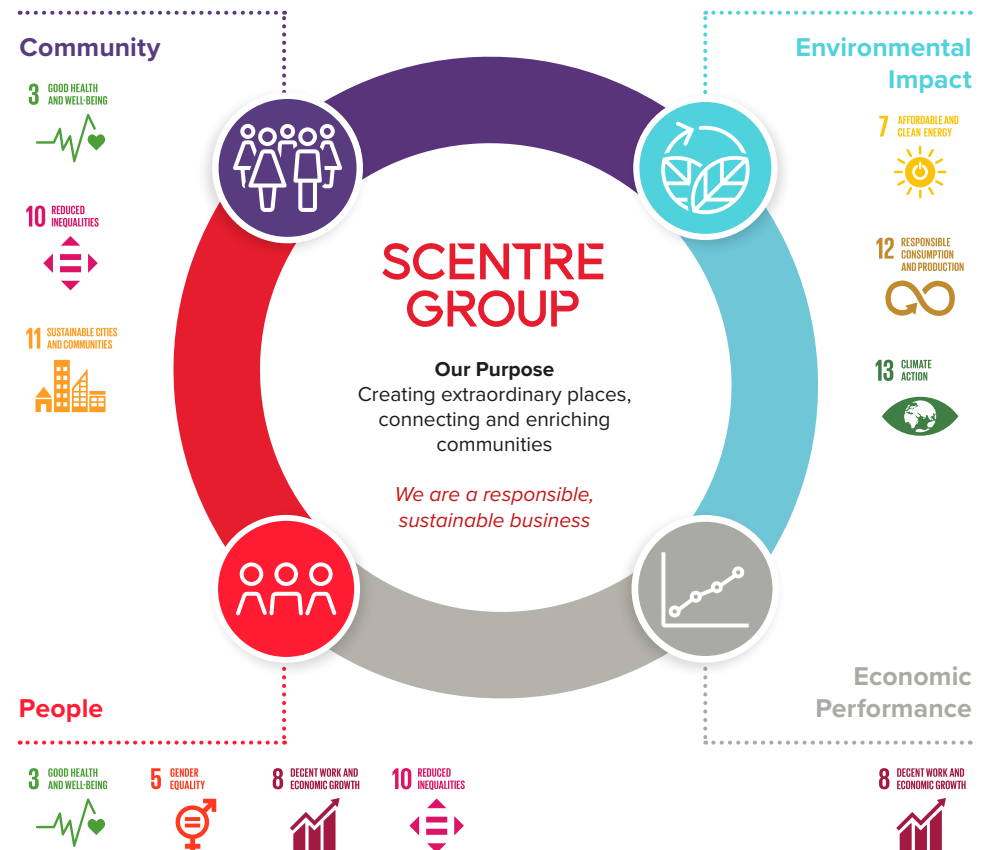 Community
3 GOOD HEALTH
AND WELL-BEING
10 REDUCED
INEQUALITIES
11 SUSTAINABLE CITIES
AND COMMUNITIES
Environmental
Impact
7 AFFORDABLE AND
CLEAN ENERGY
12 RESPONSIBLE
CONSUMPTION
AND PRODUCTION
13 CLIMATE
ACTION
SCENTRE
GROUP
Our Purpose
Creating extraordinary places,
connecting and enriching
communities
We are a responsible,
sustainable business
People
3 GOOD HEALTH
AND WELL-BEING
5 GENDER
EQUALITY
8 DECENT WORK AND
ECONOMIC GROWTH
10 REDUCED
INEQUALITIES
Economic
Performance
8 DECENT WORK AND
ECONOMIC GROWTH